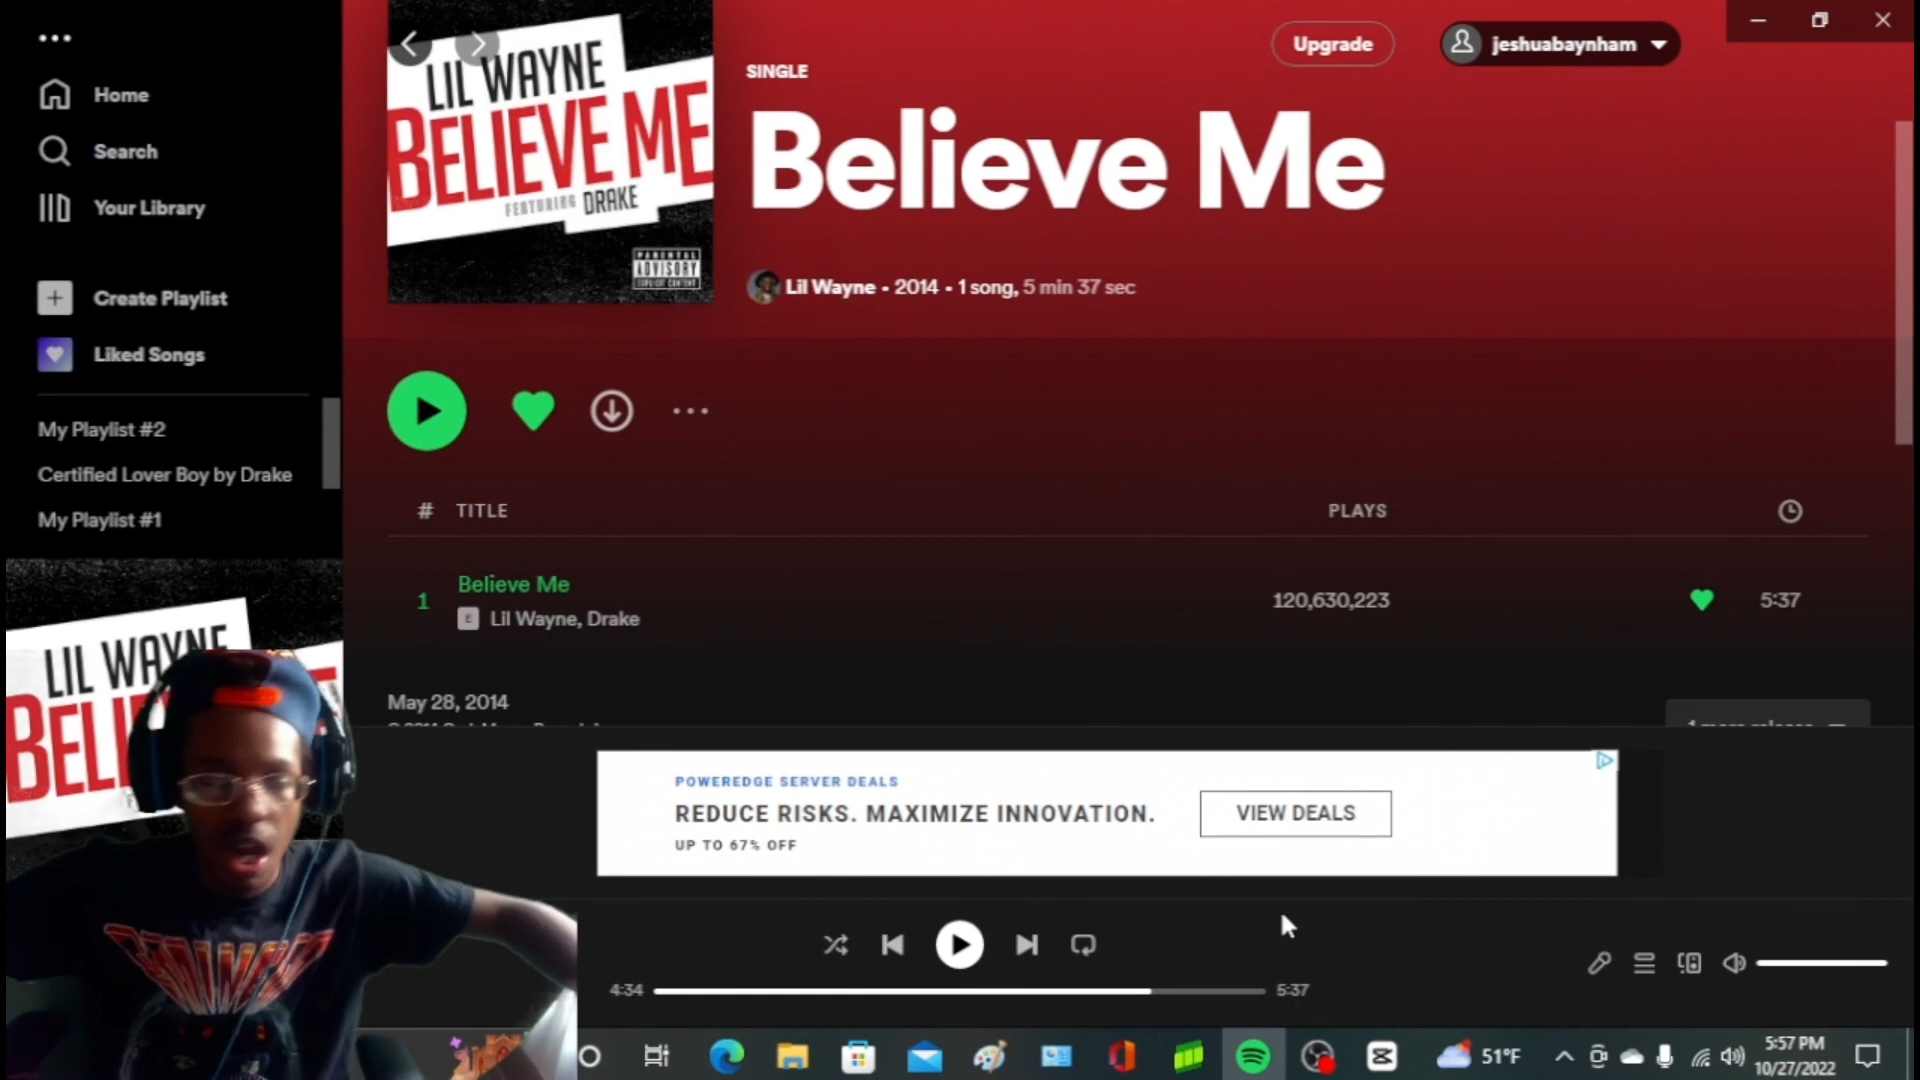 Home
Search
Your Library
Create Playlist
Liked Songs
My Playlist #2
Certified Lover Boy by Drake
My Playlist #1
LIL WAYNE
BELIEVE ME
FEATURING DRAKE
PARENTAL
ADVISORY
EXPLICIT CONTENT
SINGLE
Believe Me
Lil Wayne • 2014 • 1 song, 5 min 37 sec
Upgrade
jeshuabaynham
# TITLE PLAYS
1 Believe Me 120,630,223 5:37
E Lil Wayne, Drake
May 28, 2014
LIL WAYNE
POWEREDGE SERVER DEALS
REDUCE RISKS. MAXIMIZE INNOVATION.
UP TO 67% OFF
VIEW DEALS
4:34 5:37
51°F
5:57 PM
10/27/2022